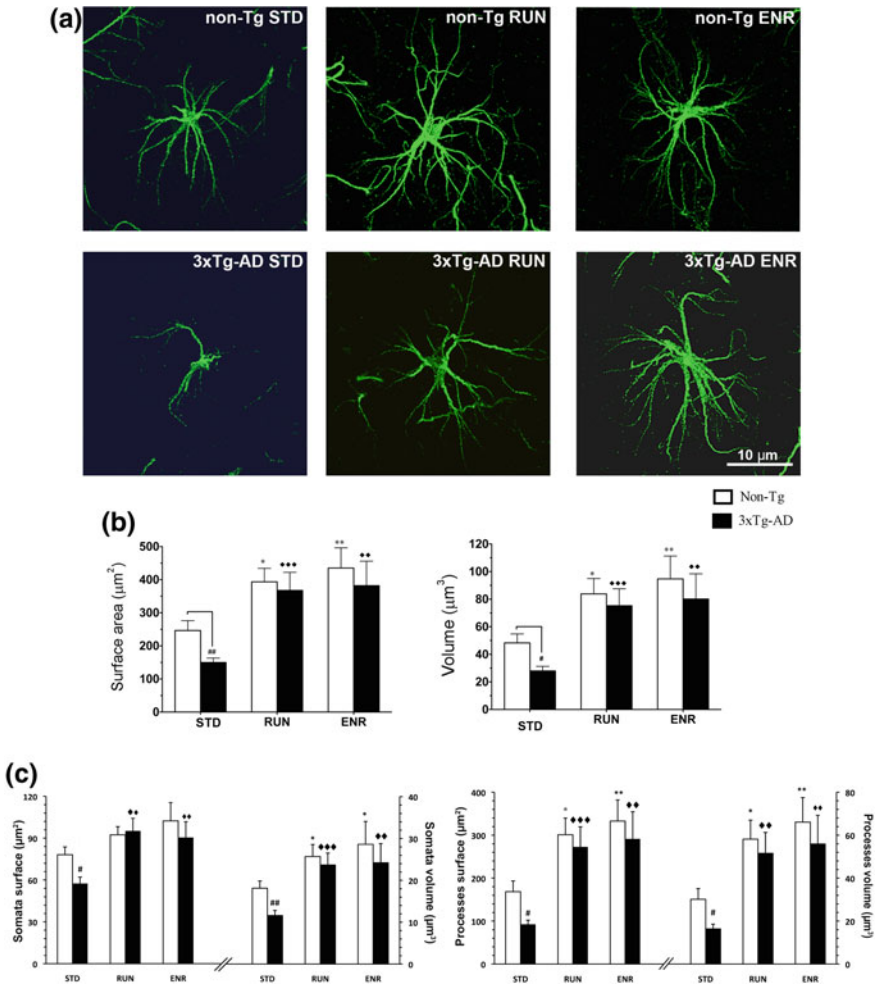 (a)
non-Tg STD
non-Tg RUN
non-Tg ENR
3xTg-AD STD
3xTg-AD RUN
3xTg-AD ENR
10 µm
Non-Tg
3xTg-AD
(b)
Surface area (µm²)
500
400
300
200
100
0
##
*
♦♦♦
**
♦♦
STD
RUN
ENR
Volume (µm³)
120
100
80
60
40
20
0
#
*
♦♦♦
**
♦♦
STD
RUN
ENR
(c)
Somata surface (µm²)
120
90
60
30
0
#
♦♦
♦♦
STD
RUN
ENR
//
##
*
♦♦♦
*
♦♦
STD
RUN
ENR
40
30
20
10
0
Somata volume (µm³)
Processes surface (µm²)
400
300
200
100
0
#
*
♦♦♦
**
♦♦
STD
RUN
ENR
//
#
*
♦♦
**
♦♦
STD
RUN
ENR
80
60
40
20
0
Processes volume (µm³)